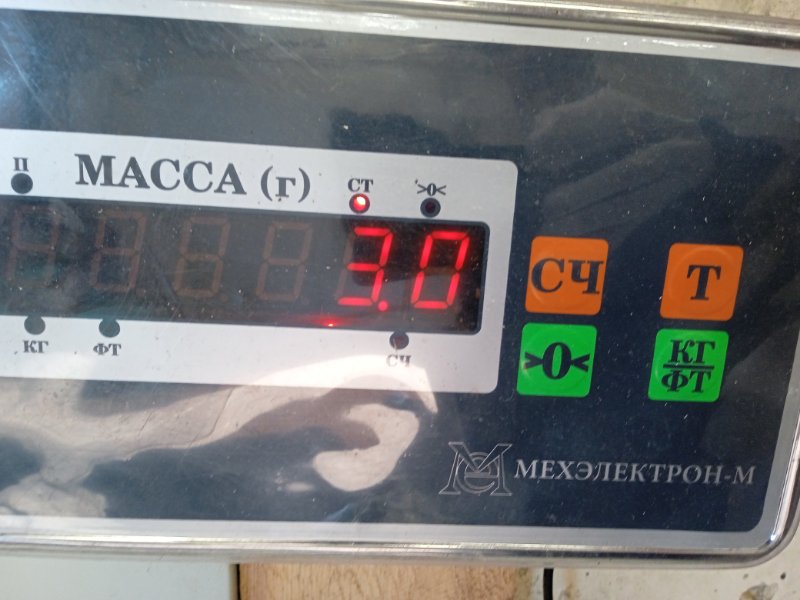 П
МАССА (г)
СТ
>0<
3.0
КГ
ФТ
СЧ
СЧ
Т
>0<
КГ
ФТ
МЕХЭЛЕКТРОН-М